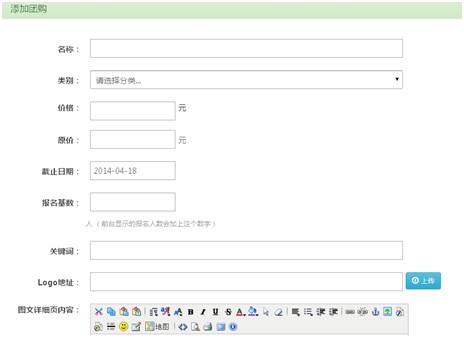 添加团购
名称：
类别： 请选择分类...
价格： 元
原价： 元
截止日期： 2014-04-18
报名基数：
人 （前台显示的报名人数会加上这个数字）
关键词：
Logo地址： 上传
图文详细页内容： B I U S A
地图